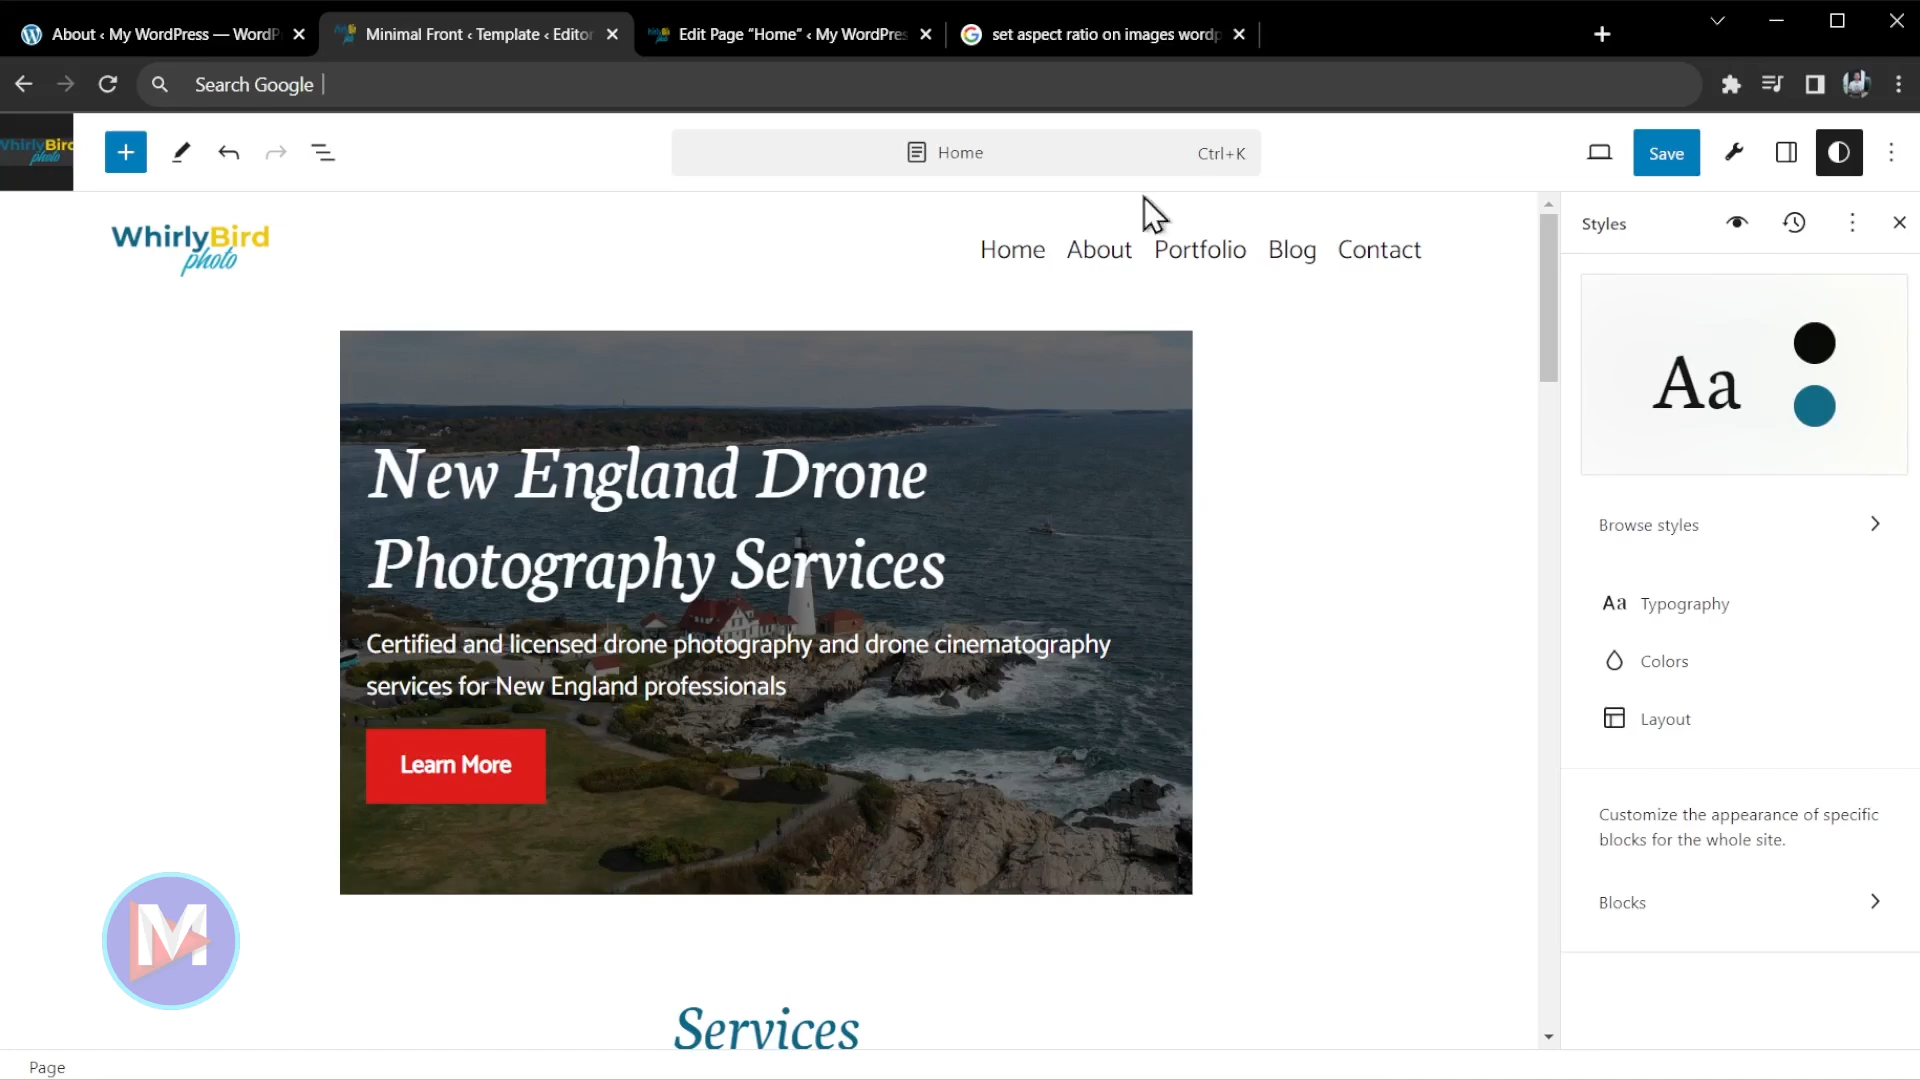 About ‹ My WordPress — WordP
Minimal Front ‹ Template ‹ Editor
Edit Page "Home" ‹ My WordPres
set aspect ratio on images wordp
Search Google
WhirlyBird
photo
Home
Ctrl+K
Save
WhirlyBird
photo
Home
About
Portfolio
Blog
Contact
New England Drone
Photography Services
Certified and licensed drone photography and drone cinematography
services for New England professionals
Learn More
Services
Styles
Aa
Browse styles
Aa Typography
Colors
Layout
Customize the appearance of specific
blocks for the whole site.
Blocks
M
Page